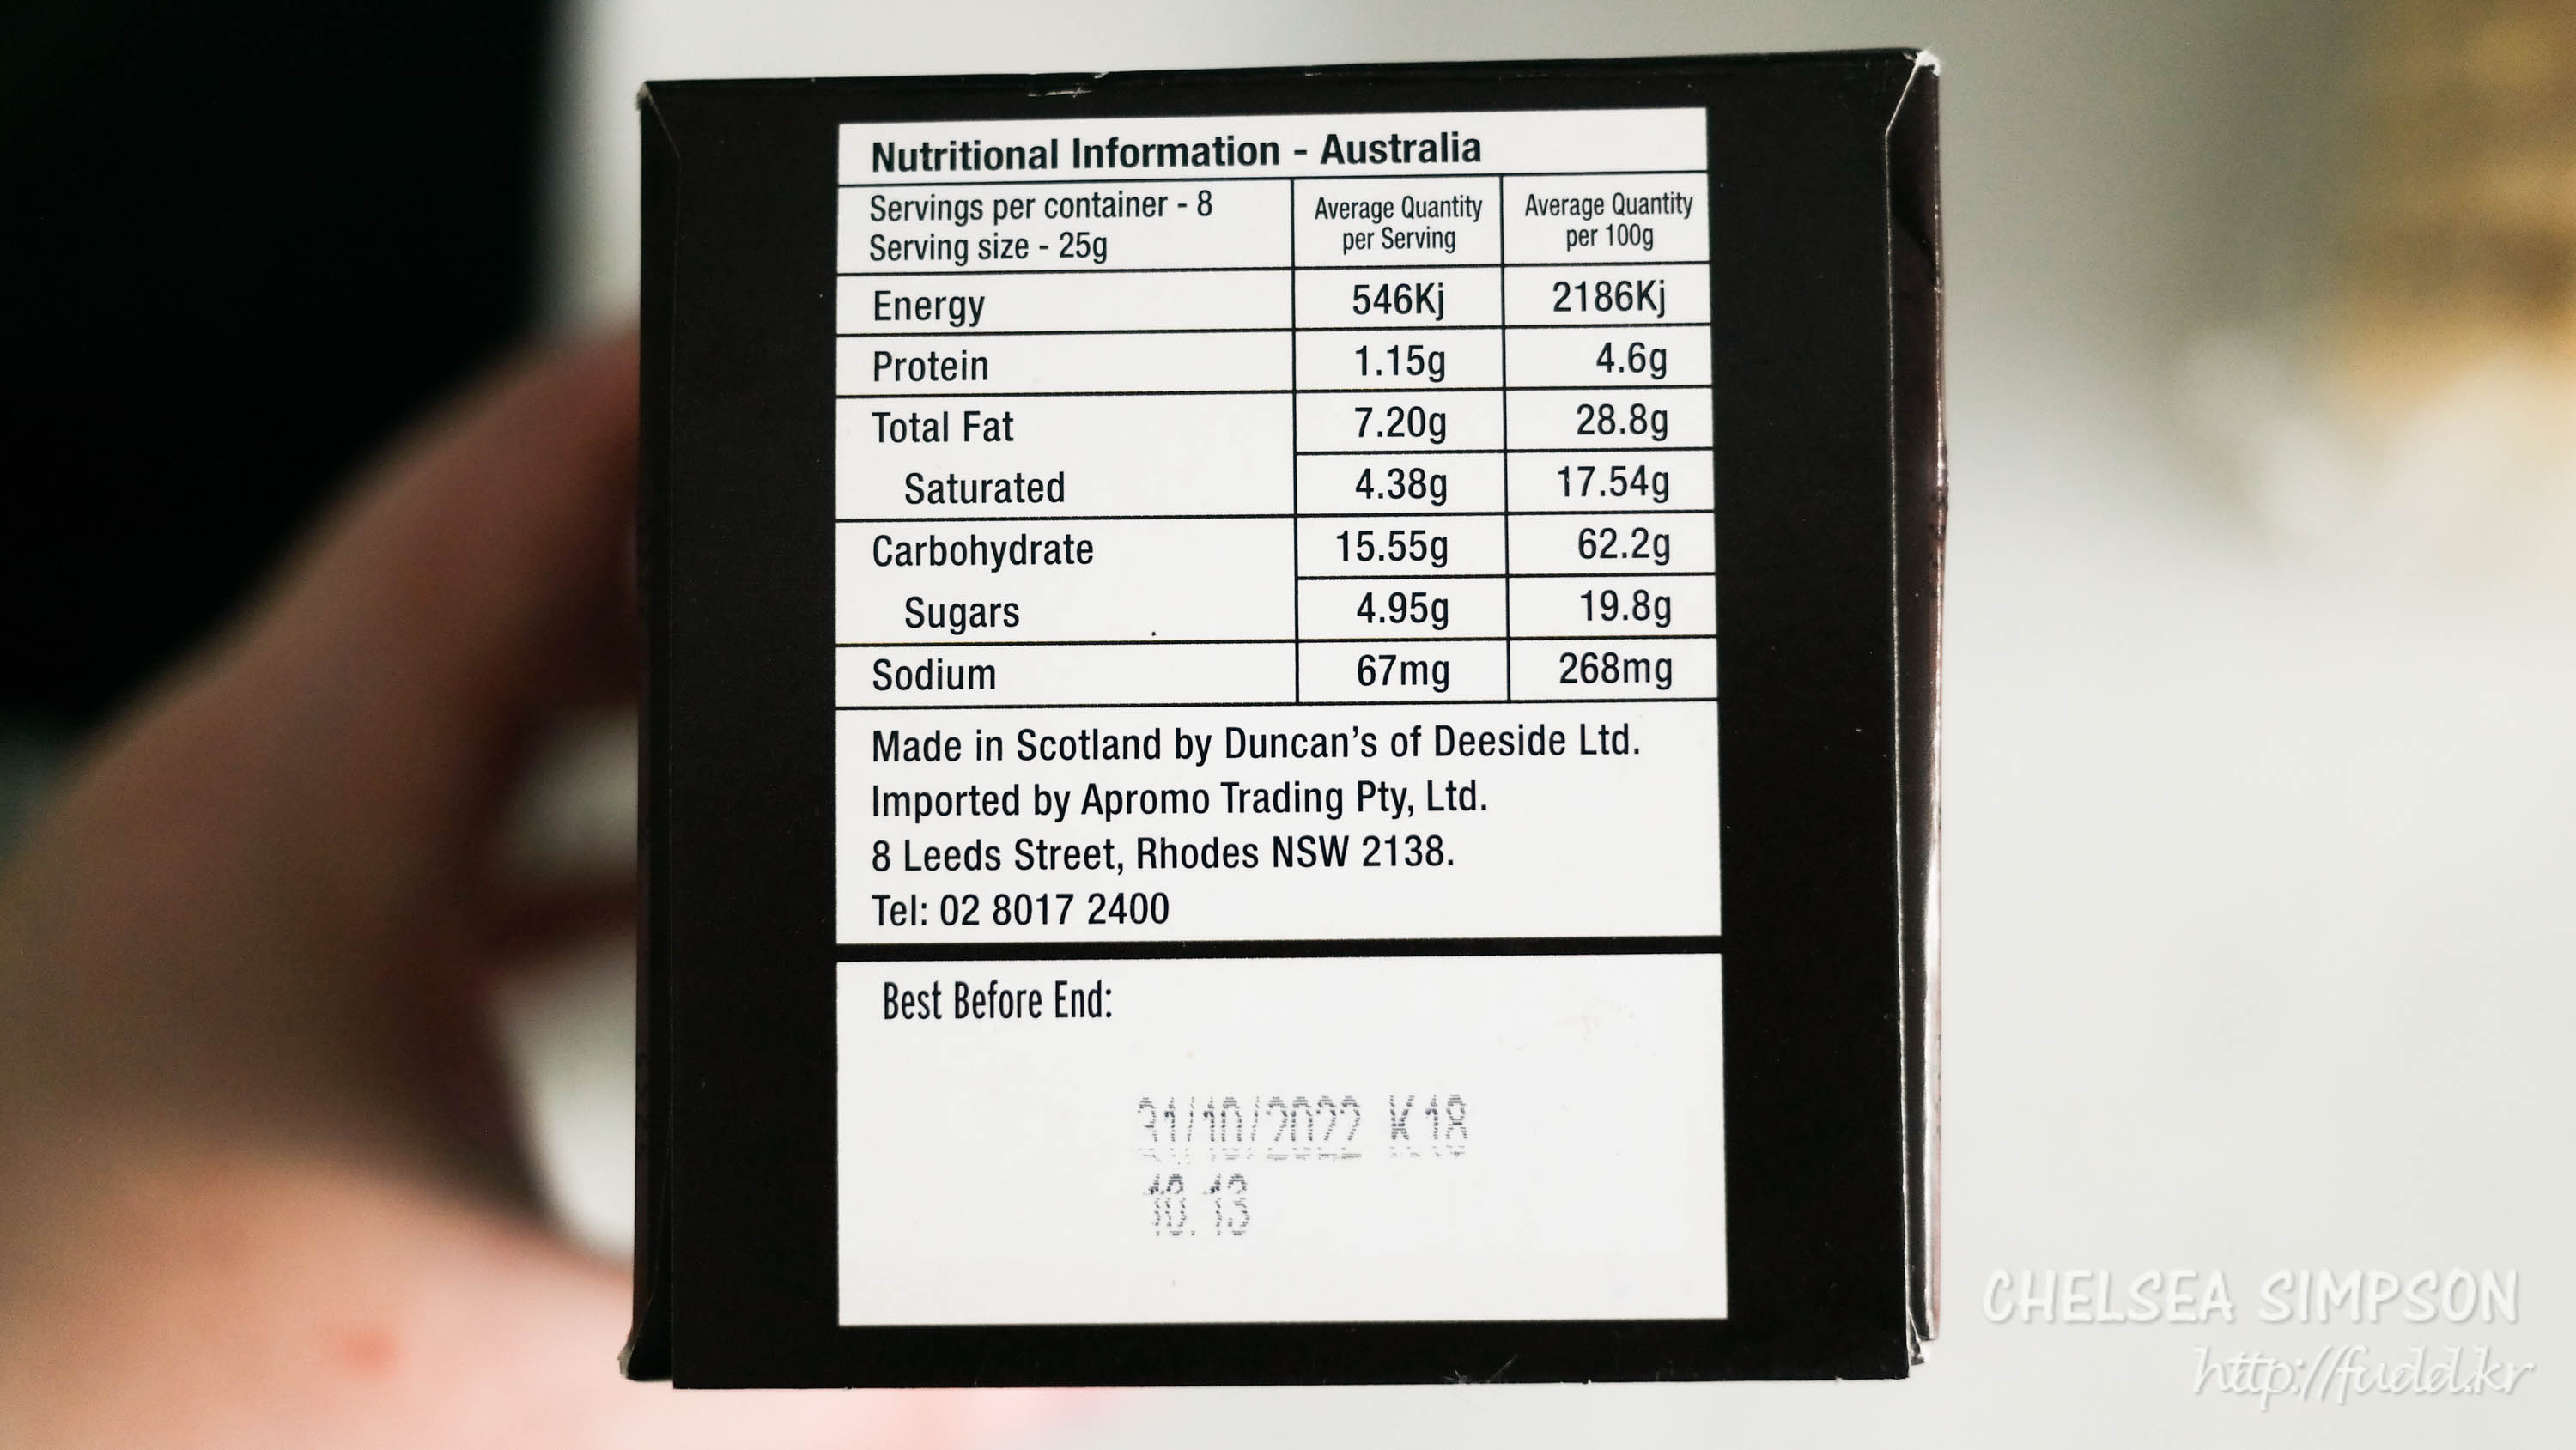 Nutritional Information - Australia
Servings per container - 8
Serving size - 25g
Average Quantity
per Serving
Average Quantity
per 100g
Energy 546Kj 2186Kj
Protein 1.15g 4.6g
Total Fat 7.20g 28.8g
Saturated 4.38g 17.54g
Carbohydrate 15.55g 62.2g
Sugars 4.95g 19.8g
Sodium 67mg 268mg
Made in Scotland by Duncan's of Deeside Ltd.
Imported by Apromo Trading Pty, Ltd.
8 Leeds Street, Rhodes NSW 2138.
Tel: 02 8017 2400
Best Before End:
31/10/2022 K18
CHELSEA SIMPSON
http://fudd.kr